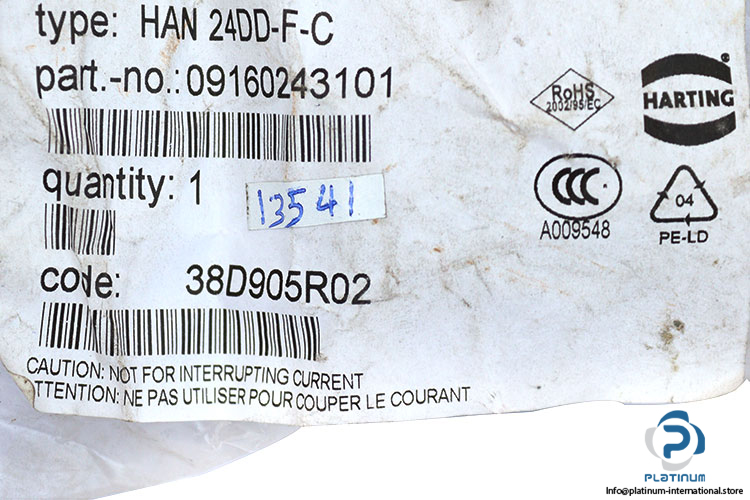 type: HAN 24DD-F-C
part.-no.: 09160243101
RoHS
2002/95/EC
HARTING
quantity: 1
13541
CCC
A009548
04
PE-LD
code: 38D905R02
CAUTION: NOT FOR INTERRUPTING CURRENT
TTENTION: NE PAS UTILISER POUR COUPER LE COURANT
PLATINUM
Info@platinum-international.store